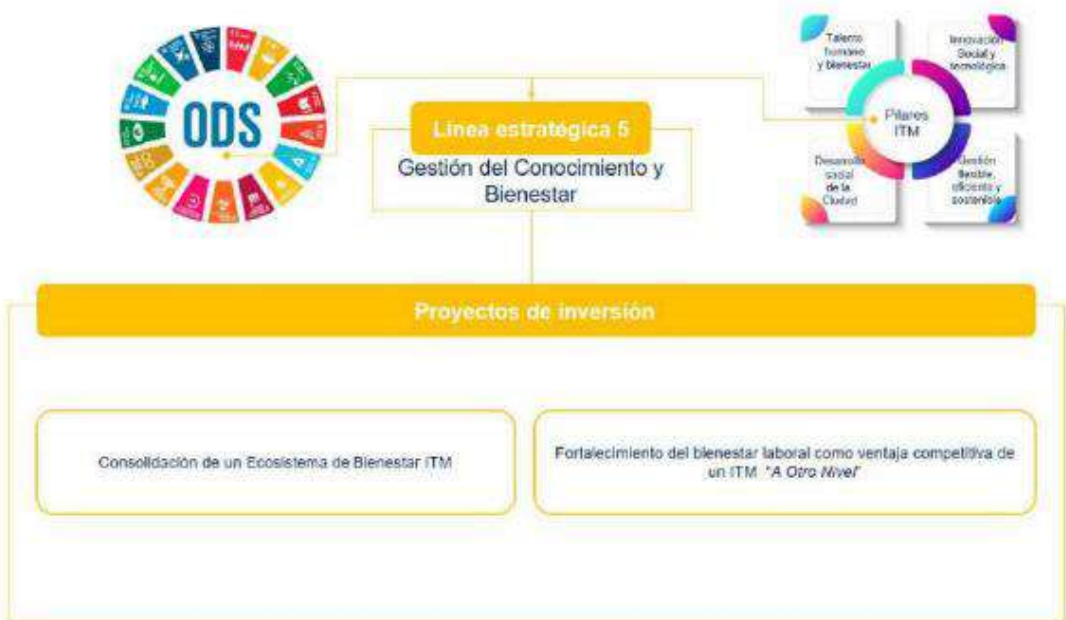 ODS
Talento
humano
y bienestar
Innovación
Social y
tecnológica
Pilares
ITM
Desarrollo
social
de la
Ciudad
Gestión
flexible,
eficiente y
sostenible
Línea estratégica 5
Gestión del Conocimiento y
Bienestar
Proyectos de inversión
Consolidación de un Ecosistema de Bienestar ITM
Fortalecimiento del bienestar laboral como ventaja competitiva de
un ITM "A Otro Nivel"